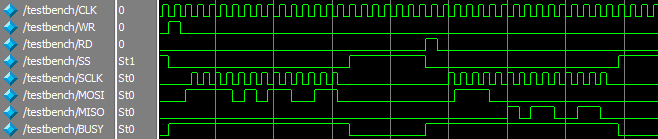 /testbench/CLK 0
/testbench/WR 0
/testbench/RD 0
/testbench/SS St1
/testbench/SCLK St0
/testbench/MOSI St0
/testbench/MISO St0
/testbench/BUSY St0